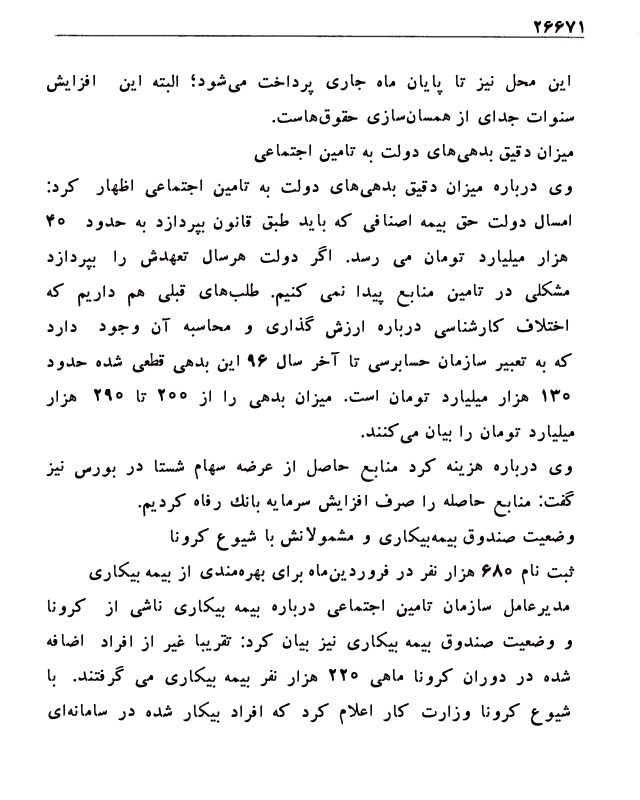 ۲۶۶۷۱
این محل نیز تا پایان ماه جاری پرداخت می‌شود؛ البته این افزایش
سنوات جدای از همسان‌سازی حقوق‌هاست.
میزان دقیق بدهی‌های دولت به تامین اجتماعی
وی درباره میزان دقیق بدهی‌های دولت به تامین اجتماعی اظهار کرد:
امسال دولت حق بیمه اصنافی که باید طبق قانون بپردازد به حدود ۴۰
هزار میلیارد تومان می رسد. اگر دولت هرسال تعهدش را بپردازد
مشکلی در تامین منابع پیدا نمی کنیم. طلب‌های قبلی هم داریم که
اختلاف کارشناسی درباره ارزش گذاری و محاسبه آن وجود دارد
که به تعبیر سازمان حسابرسی تا آخر سال ۹۶ این بدهی قطعی شده حدود
۱۳۰ هزار میلیارد تومان است. میزان بدهی را از ۲۰۰ تا ۲۹۰ هزار
میلیارد تومان را بیان می‌کنند.
وی درباره هزینه کرد منابع حاصل از عرضه سهام شستا در بورس نیز
گفت: منابع حاصله را صرف افزایش سرمایه بانك رفاه کردیم.
وضعیت صندوق بیمه‌بیکاری و مشمولانش با شیوع کرونا
ثبت نام ۶۸۰ هزار نفر در فروردین‌ماه برای بهره‌مندی از بیمه بیکاری
مدیرعامل سازمان تامین اجتماعی درباره بیمه بیکاری ناشی از کرونا
و وضعیت صندوق بیمه بیکاری نیز بیان کرد: تقریبا غیر از افراد اضافه
شده در دوران کرونا ماهی ۲۲۰ هزار نفر بیمه بیکاری می گرفتند. با
شیوع کرونا وزارت کار اعلام کرد که افراد بیکار شده در سامانه‌ای